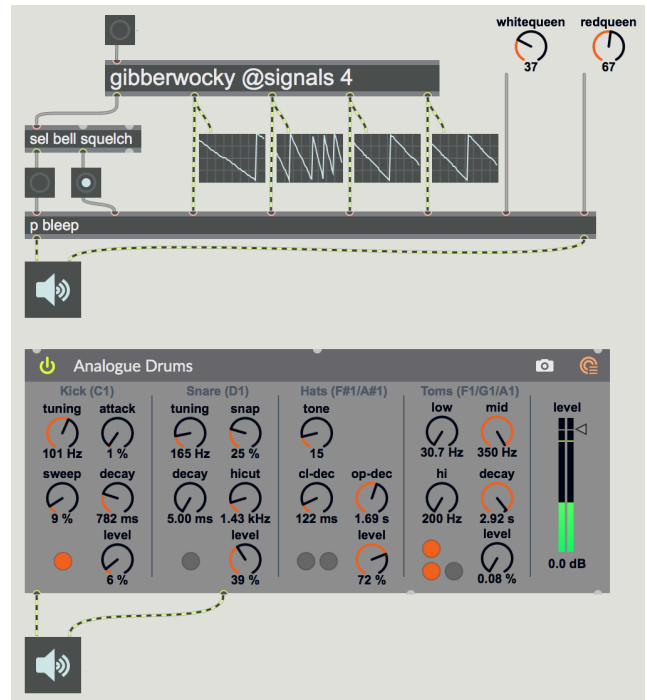 whitequeen redqueen
37 67
gibberwocky @signals 4
sel bell squelch
p bleep
Analogue Drums
Kick (C1) Snare (D1) Hats (F#1/A#1) Toms (F1/G1/A1)
tuning attack tuning snap tone low mid level
101 Hz 1 % 165 Hz 25 % 15 30.7 Hz 350 Hz
sweep decay decay hicut cl-dec op-dec hi decay
9 % 782 ms 5.00 ms 1.43 kHz 122 ms 1.69 s 200 Hz 2.92 s
level level level level 0.0 dB
6 % 39 % 72 % 0.08 %